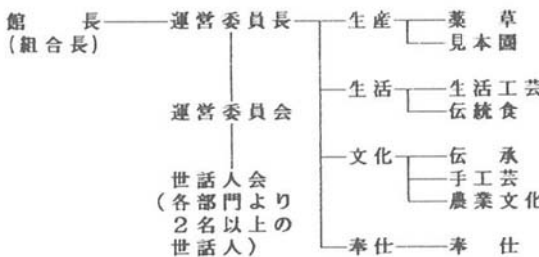 館長 運営委員長 生産 薬草
(組合長) 見本園
生活 生活工芸
運営委員会 伝統食
文化 伝承
世話人会 手工芸
(各部門より 農業文化
2名以上の
世話人) 奉仕 奉仕